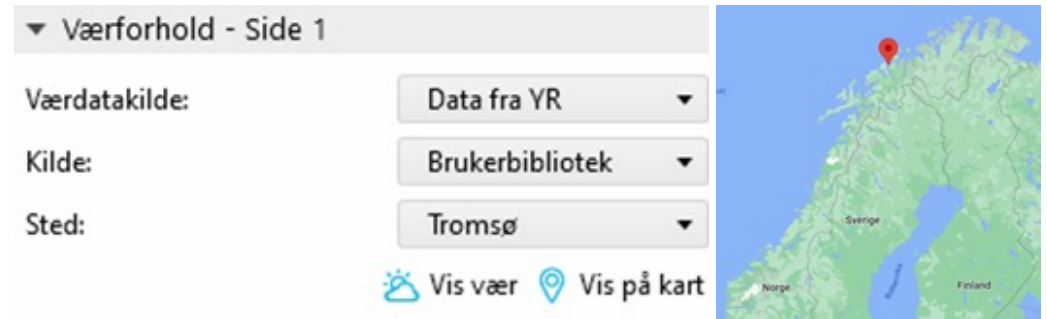 Værforhold - Side 1
Værdatakilde: Data fra YR
Kilde: Brukerbibliotek
Sted: Tromsø
Vis vær Vis på kart
Sverige
Norge
Finland